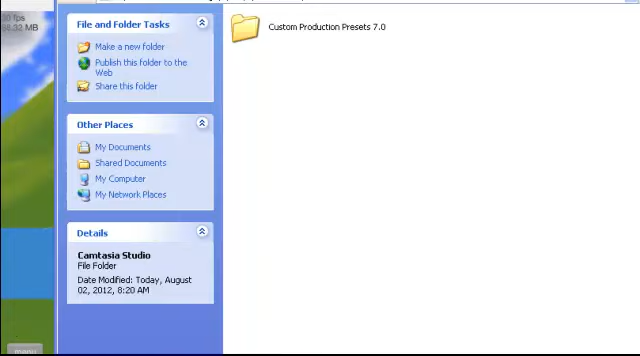 File and Folder Tasks
Make a new folder
Publish this folder to the
Web
Share this folder
Other Places
My Documents
Shared Documents
My Computer
My Network Places
Details
Camtasia Studio
File Folder
Date Modified: Today, August
02, 2012, 8:20 AM
Custom Production Presets 7.0